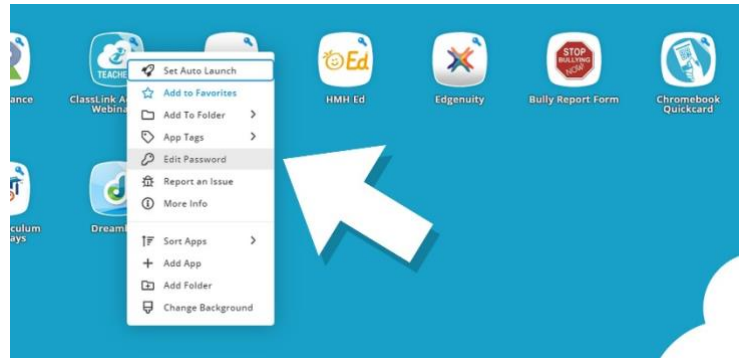 TEACHE
Ed
STOP
BULLYING
NOW
ance
ClassLink A
Webina
HMH Ed
Edgenuity
Bully Report Form
Chromebook
Quickcard
Set Auto Launch
Add to Favorites
Add To Folder
App Tags
Edit Password
Report an Issue
More Info
Sort Apps
Add App
Add Folder
Change Background
culum
ays
Dream